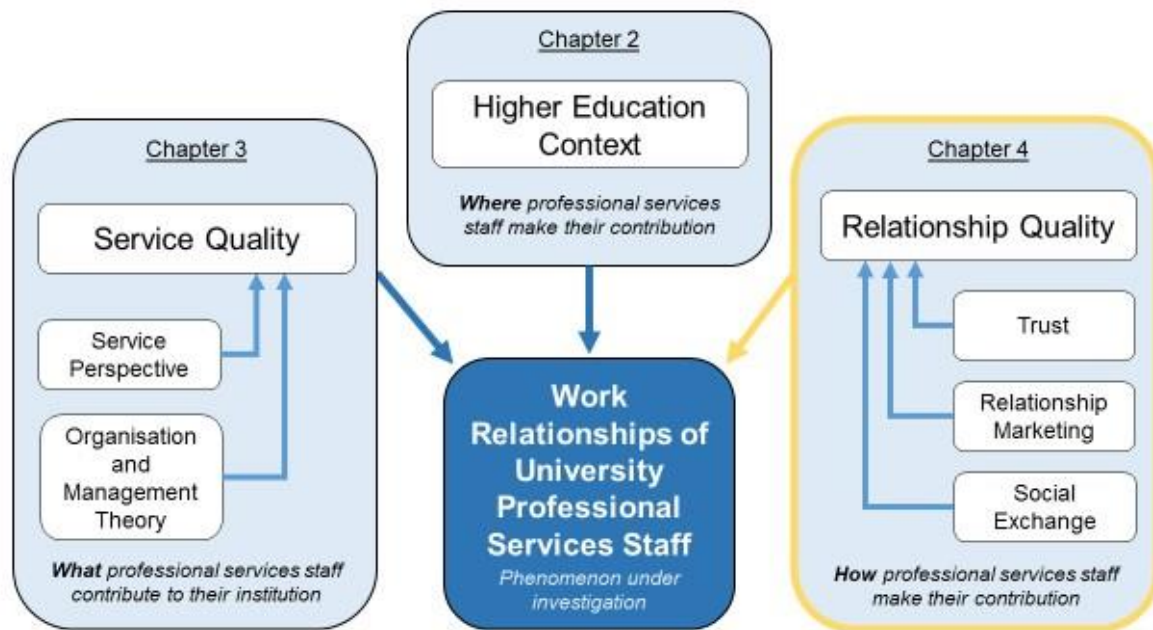 Chapter 2
Higher Education
Context
Where professional services
staff make their contribution
Chapter 3
Service Quality
Service
Perspective
Organisation
and
Management
Theory
What professional services staff
contribute to their institution
Work
Relationships of
University
Professional
Services Staff
Phenomenon under
investigation
Chapter 4
Relationship Quality
Trust
Relationship
Marketing
Social
Exchange
How professional services staff
make their contribution